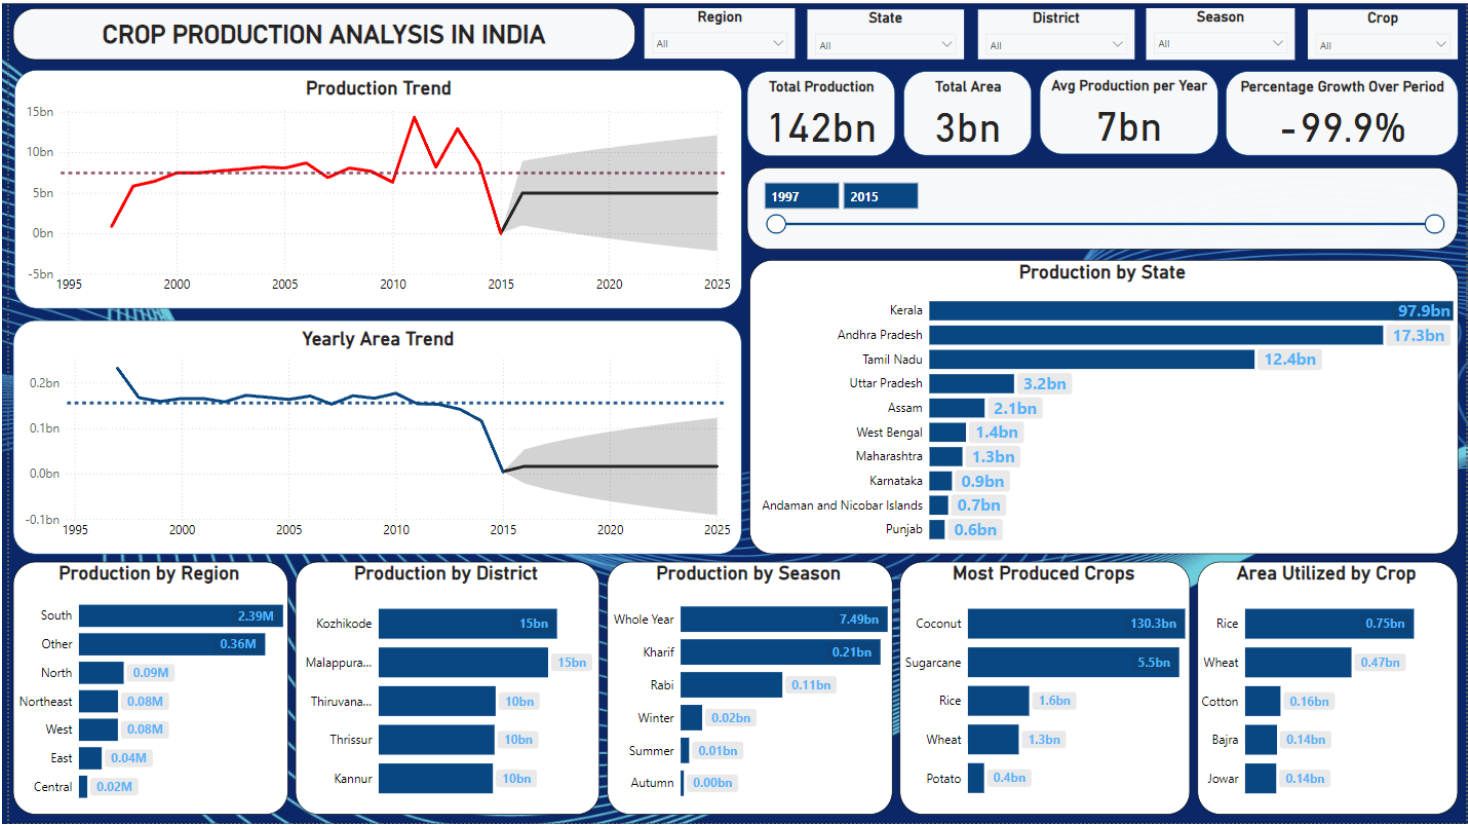 CROP PRODUCTION ANALYSIS IN INDIA
Region
All
State
All
District
All
Season
All
Crop
All
Production Trend
15bn
10bn
5bn
0bn
-5bn
1995 2000 2005 2010 2015 2020 2025
Total Production
142bn
Total Area
3bn
Avg Production per Year
7bn
Percentage Growth Over Period
-99.9%
1997 2015
Yearly Area Trend
0.2bn
0.1bn
0.0bn
-0.1bn
1995 2000 2005 2010 2015 2020 2025
Production by State
Kerala 97.9bn
Andhra Pradesh 17.3bn
Tamil Nadu 12.4bn
Uttar Pradesh 3.2bn
Assam 2.1bn
West Bengal 1.4bn
Maharashtra 1.3bn
Karnataka 0.9bn
Andaman and Nicobar Islands 0.7bn
Punjab 0.6bn
Production by Region
South 2.39M
Other 0.36M
North 0.09M
Northeast 0.08M
West 0.08M
East 0.04M
Central 0.02M
Production by District
Kozhikode 15bn
Malappura... 15bn
Thiruvana... 10bn
Thrissur 10bn
Kannur 10bn
Production by Season
Whole Year 7.49bn
Kharif 0.21bn
Rabi 0.11bn
Winter 0.02bn
Summer 0.01bn
Autumn 0.00bn
Most Produced Crops
Coconut 130.3bn
Sugarcane 5.5bn
Rice 1.6bn
Wheat 1.3bn
Potato 0.4bn
Area Utilized by Crop
Rice 0.75bn
Wheat 0.47bn
Cotton 0.16bn
Bajra 0.14bn
Jowar 0.14bn